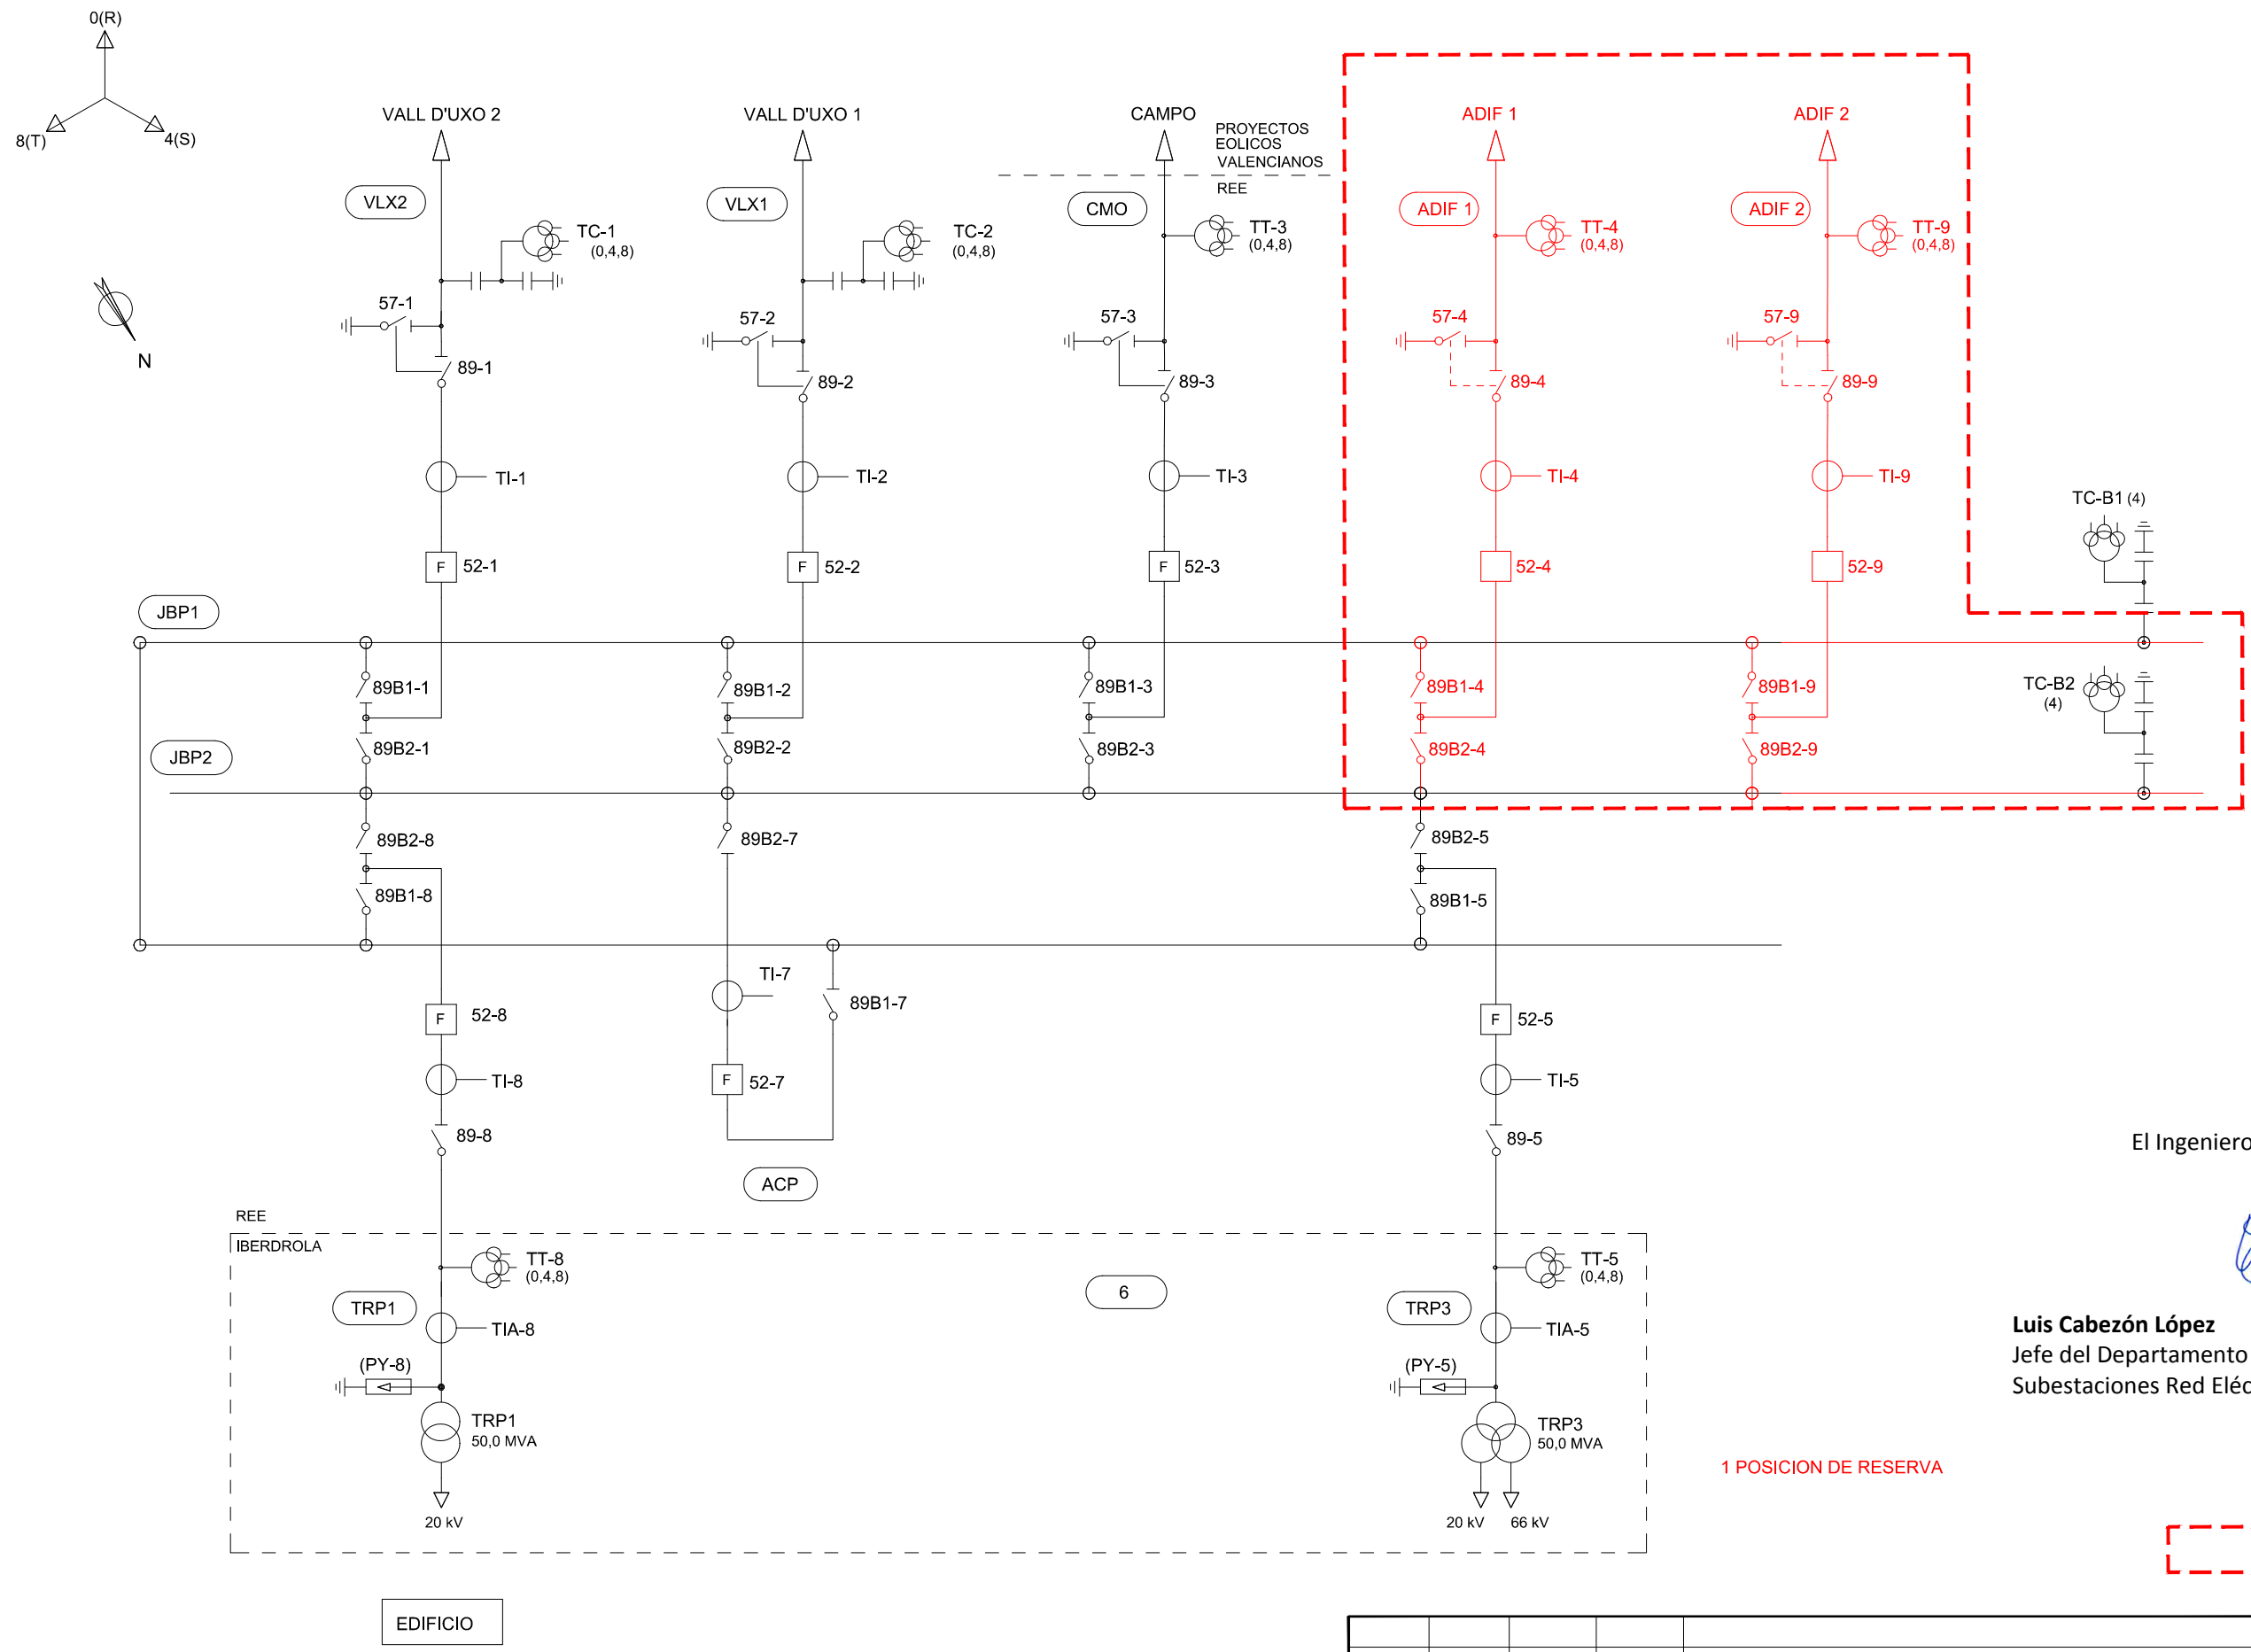 0(R)
8(T)
4(S)
N
VALL D'UXO 2
VALL D'UXO 1
CAMPO
PROYECTOS
EOLICOS
VALENCIANOS
REE
ADIF 1
ADIF 2
VLX2
VLX1
CMO
ADIF 1
ADIF 2
TC-1
(0,4,8)
TC-2
(0,4,8)
TT-3
(0,4,8)
TT-4
(0,4,8)
TT-9
(0,4,8)
57-1
57-2
57-3
57-4
57-9
89-1
89-2
89-3
89-4
89-9
TI-1
TI-2
TI-3
TI-4
TI-9
TC-B1 (4)
F 52-1
F 52-2
F 52-3
52-4
52-9
JBP1
89B1-1
89B1-2
89B1-3
89B1-4
89B1-9
TC-B2
(4)
JBP2
89B2-1
89B2-2
89B2-3
89B2-4
89B2-9
89B2-8
89B2-7
89B2-5
89B1-8
89B1-5
TI-7
89B1-7
F 52-8
F 52-5
TI-8
F 52-7
TI-5
89-8
89-5
El Ingeniero
ACP
REE
IBERDROLA
TT-8
(0,4,8)
TT-5
(0,4,8)
6
TRP1
TRP3
TIA-8
TIA-5
Luis Cabezón López
Jefe del Departamento
Subestaciones Red Eléc
(PY-8)
(PY-5)
TRP1
50,0 MVA
TRP3
50,0 MVA
1 POSICION DE RESERVA
20 kV
20 kV
66 kV
EDIFICIO